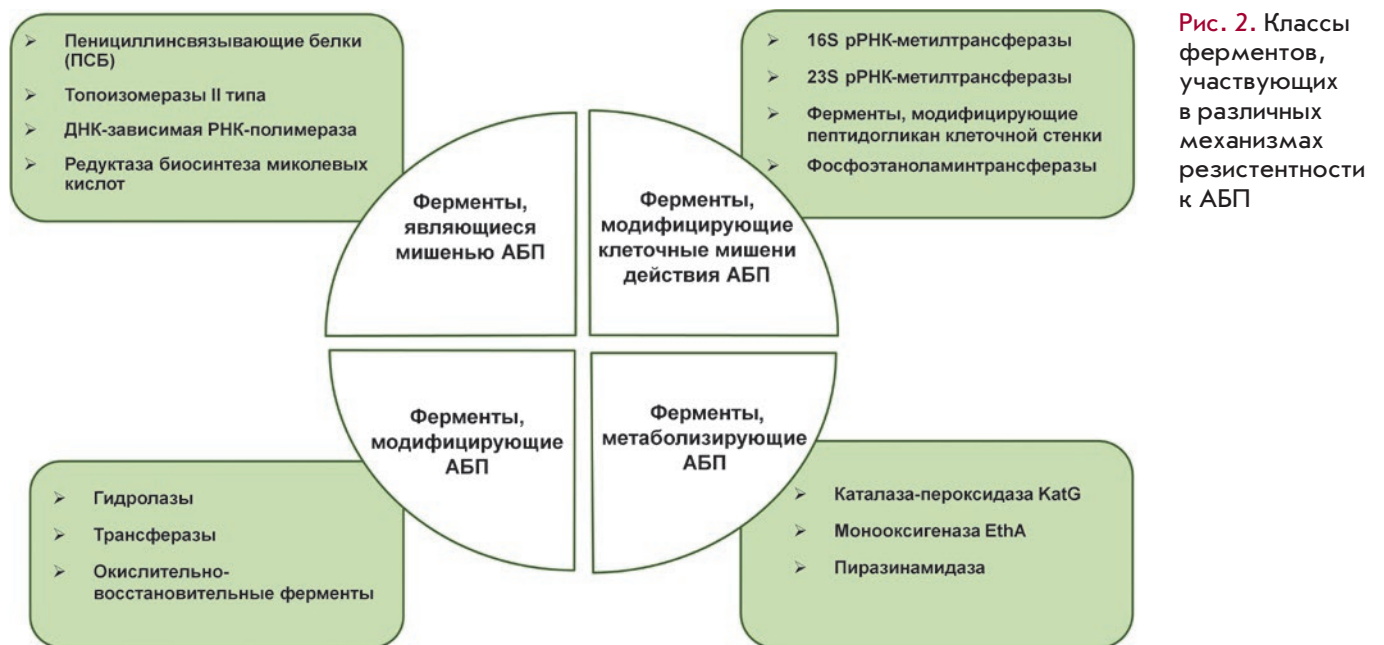 Пенициллинсвязывающие белки
(ПСБ)
Топоизомеразы II типа
ДНК-зависимая РНК-полимераза
Редуктаза биосинтеза миколевых
кислот
16S рРНК-метилтрансферазы
23S рРНК-метилтрансферазы
Ферменты, модифицирующие
пептидогликан клеточной стенки
Фосфоэтаноламинтрансферазы
Рис. 2. Классы
ферментов,
участвующих
в различных
механизмах
резистентности
к АБП
Ферменты,
являющиеся
мишенью АБП
Ферменты,
модифицирующие
клеточные мишени
действия АБП
Ферменты,
модифицирующие
АБП
Ферменты,
метаболизирующие
АБП
Гидролазы
Трансферазы
Окислительно-
восстановительные ферменты
Каталаза-пероксидаза KatG
Монооксигеназа EthA
Пиразинамидаза